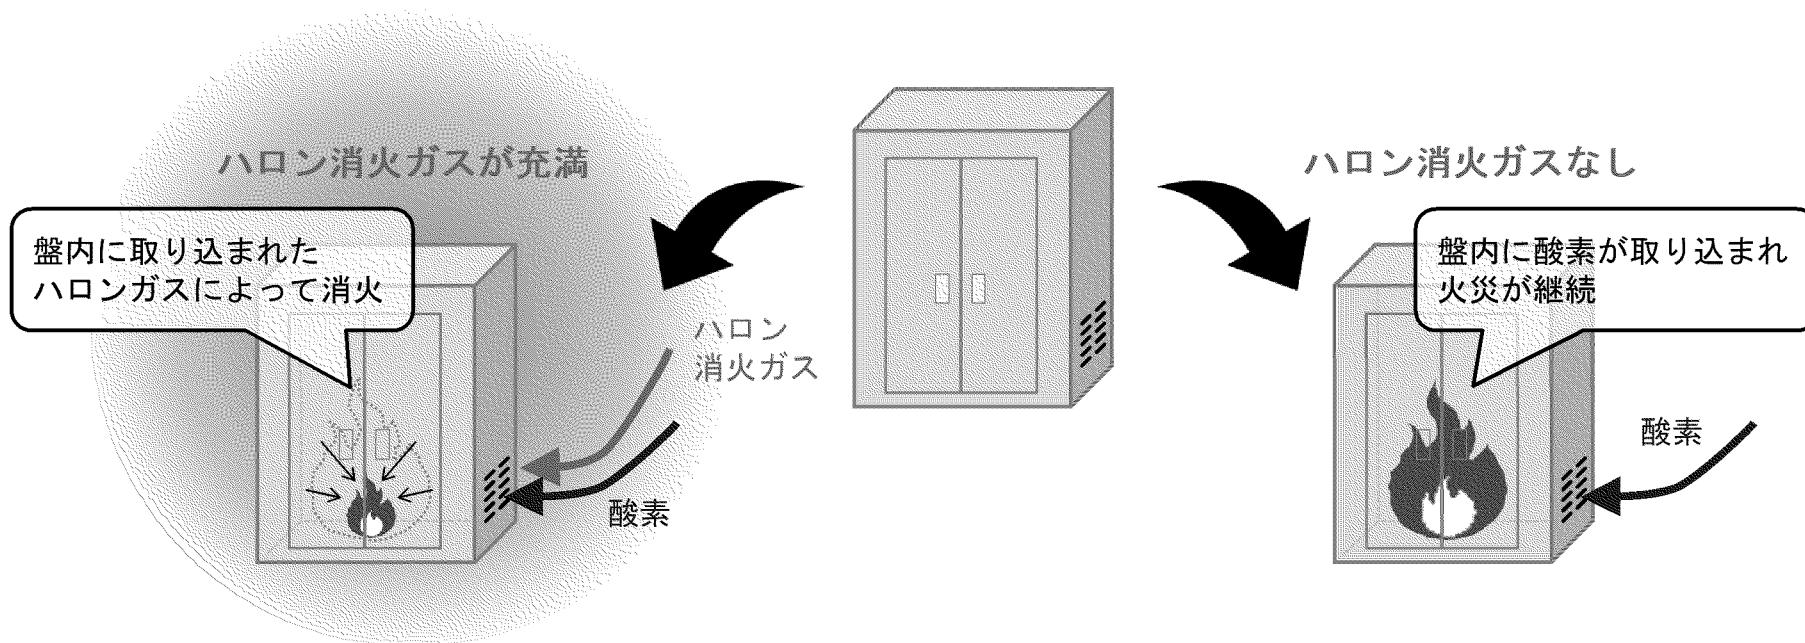 ハロン消火ガスが充満
盤内に取り込まれた
ハロンガスによって消火
ハロン
消火ガス
酸素
ハロン消火ガスなし
盤内に酸素が取り込まれ
火災が継続
酸素